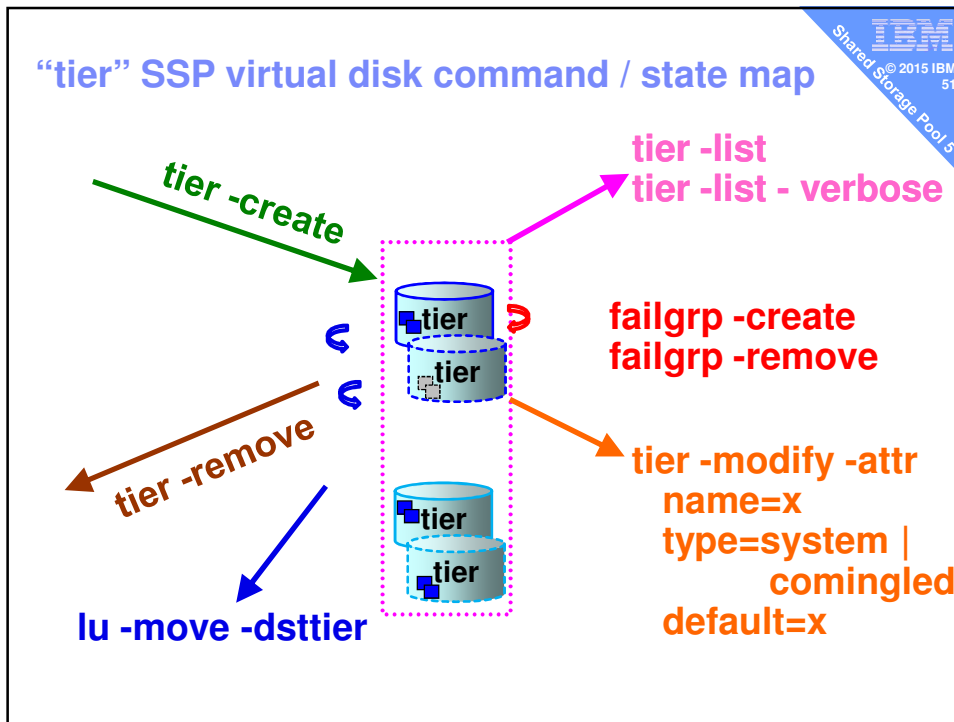 “tier” SSP virtual disk command / state map
IBM
© 2015 IBM
51
Shared Storage Pool 5
tier -create
tier -list
tier -list - verbose
tier
tier
failgrp -create
failgrp -remove
tier -remove
tier -modify -attr
name=x
type=system |
comingled
default=x
tier
tier
lu -move -dsttier